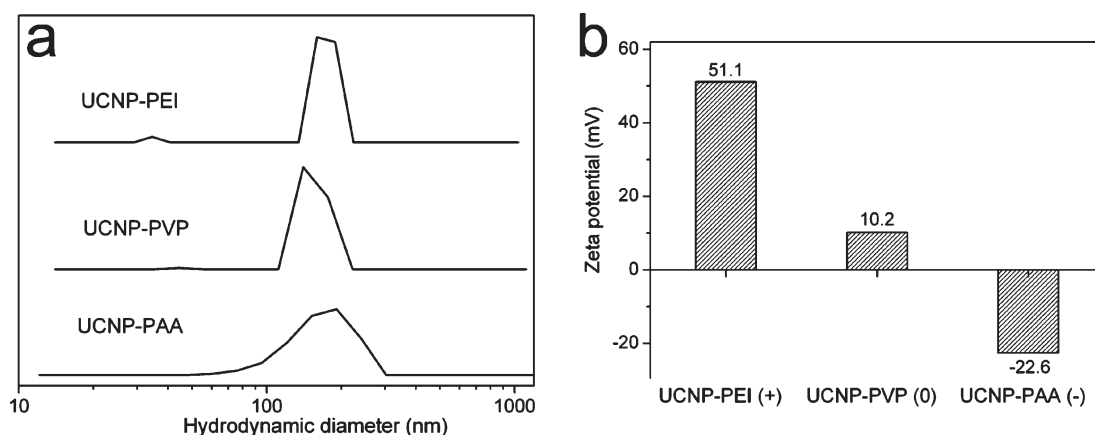 a
UCNP-PEI
UCNP-PVP
UCNP-PAA
10 100 1000
Hydrodynamic diameter (nm)
b
Zeta potential (mV)
60
40
20
0
-20
51.1
10.2
-22.6
UCNP-PEI (+) UCNP-PVP (0) UCNP-PAA (-)